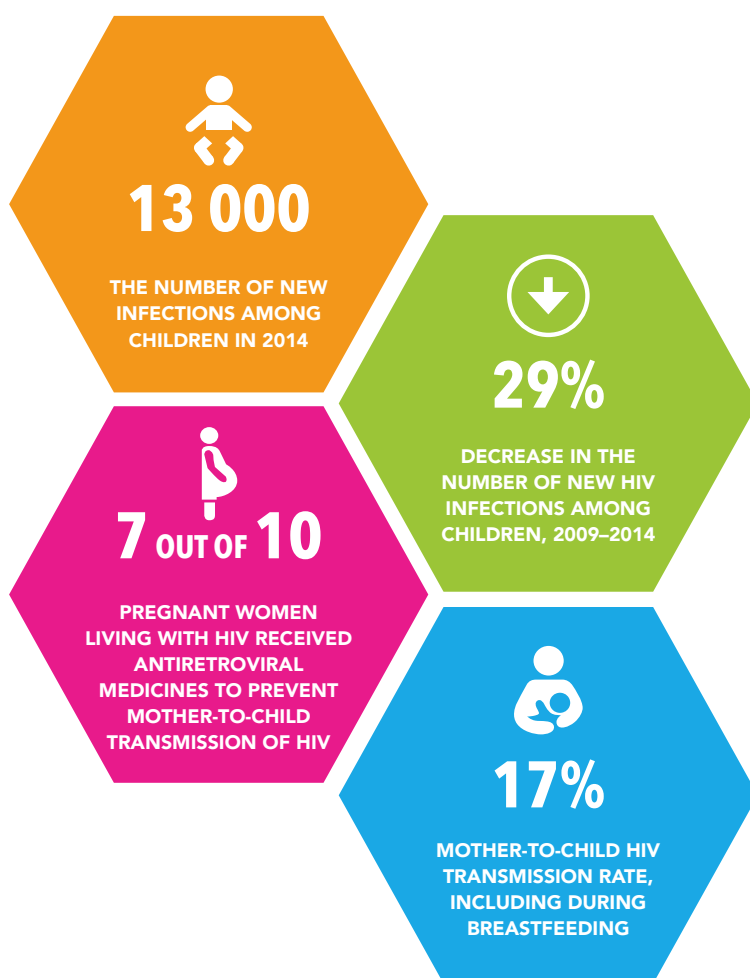 13 000
THE NUMBER OF NEW
INFECTIONS AMONG
CHILDREN IN 2014
29%
DECREASE IN THE
NUMBER OF NEW HIV
INFECTIONS AMONG
CHILDREN, 2009–2014
7 OUT OF 10
PREGNANT WOMEN
LIVING WITH HIV RECEIVED
ANTIRETROVIRAL
MEDICINES TO PREVENT
MOTHER-TO-CHILD
TRANSMISSION OF HIV
17%
MOTHER-TO-CHILD HIV
TRANSMISSION RATE,
INCLUDING DURING
BREASTFEEDING